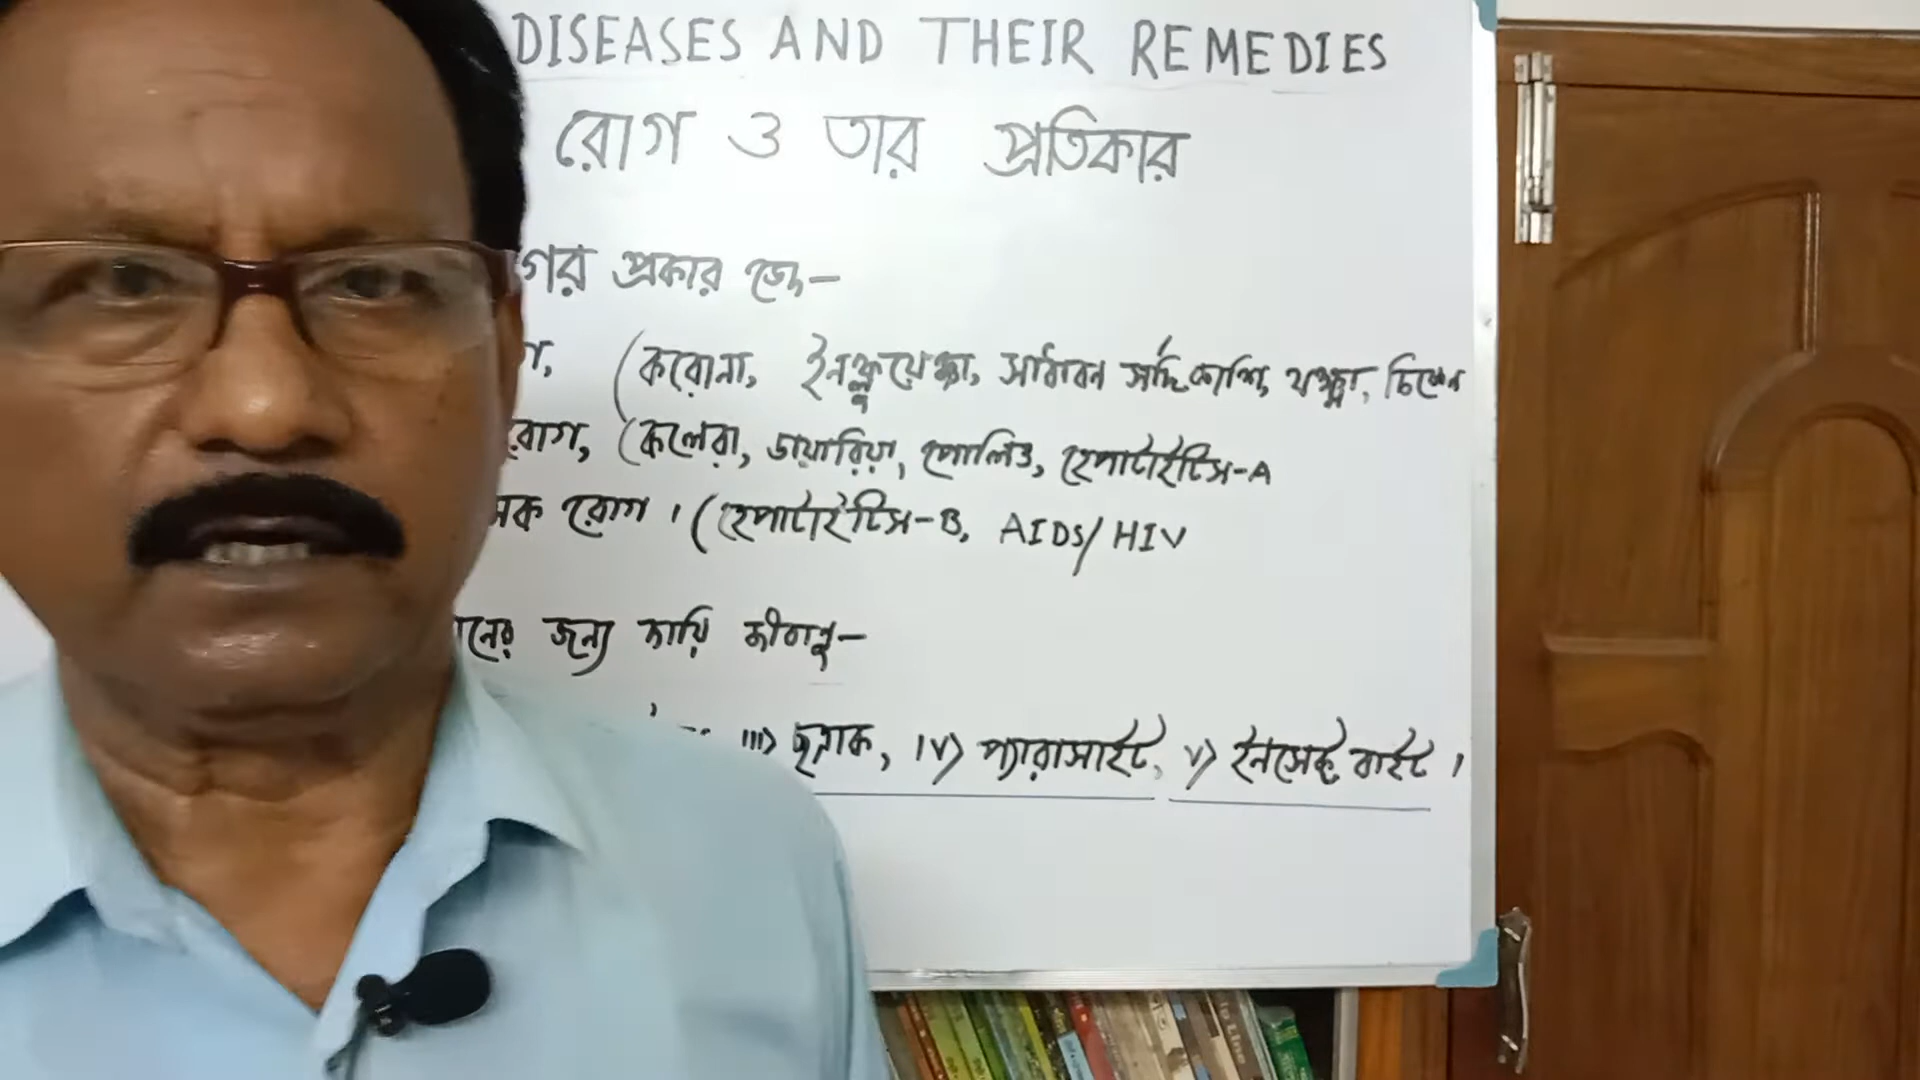 DISEASES AND THEIR REMEDIES
রোগ ও তার প্রতিকার
গের প্রকার ভেদ-
গ, (করোনা, ইনফ্লুয়েঞ্জা, সাধারন সর্দি কাশি, যক্ষ্মা, চিকেন
রোগ, (কলেরা, ডায়ারিয়া, পোলিও, হেপাটাইটিস-A
মক রোগ । (হেপাটাইটিস-B, AIDS/HIV
নের জন্য দায়ি জীবানু-
iii> ছত্রাক, iv> প্যারাসাইট, v> ইনসেক্ট বাইট ।